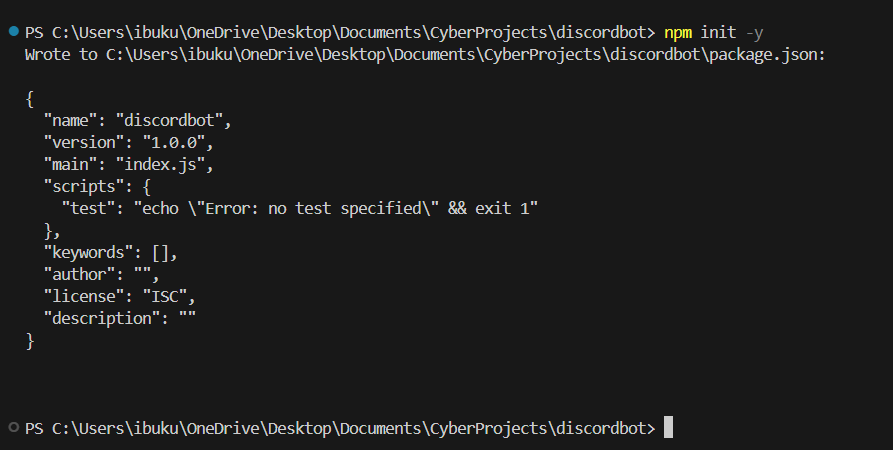 PS C:\Users\ibuku\OneDrive\Desktop\Documents\CyberProjects\discordbot> npm init -y
Wrote to C:\Users\ibuku\OneDrive\Desktop\Documents\CyberProjects\discordbot\package.json:
{
  "name": "discordbot",
  "version": "1.0.0",
  "main": "index.js",
  "scripts": {
    "test": "echo \"Error: no test specified\" && exit 1"
  },
  "keywords": [],
  "author": "",
  "license": "ISC",
  "description": ""
}
PS C:\Users\ibuku\OneDrive\Desktop\Documents\CyberProjects\discordbot>